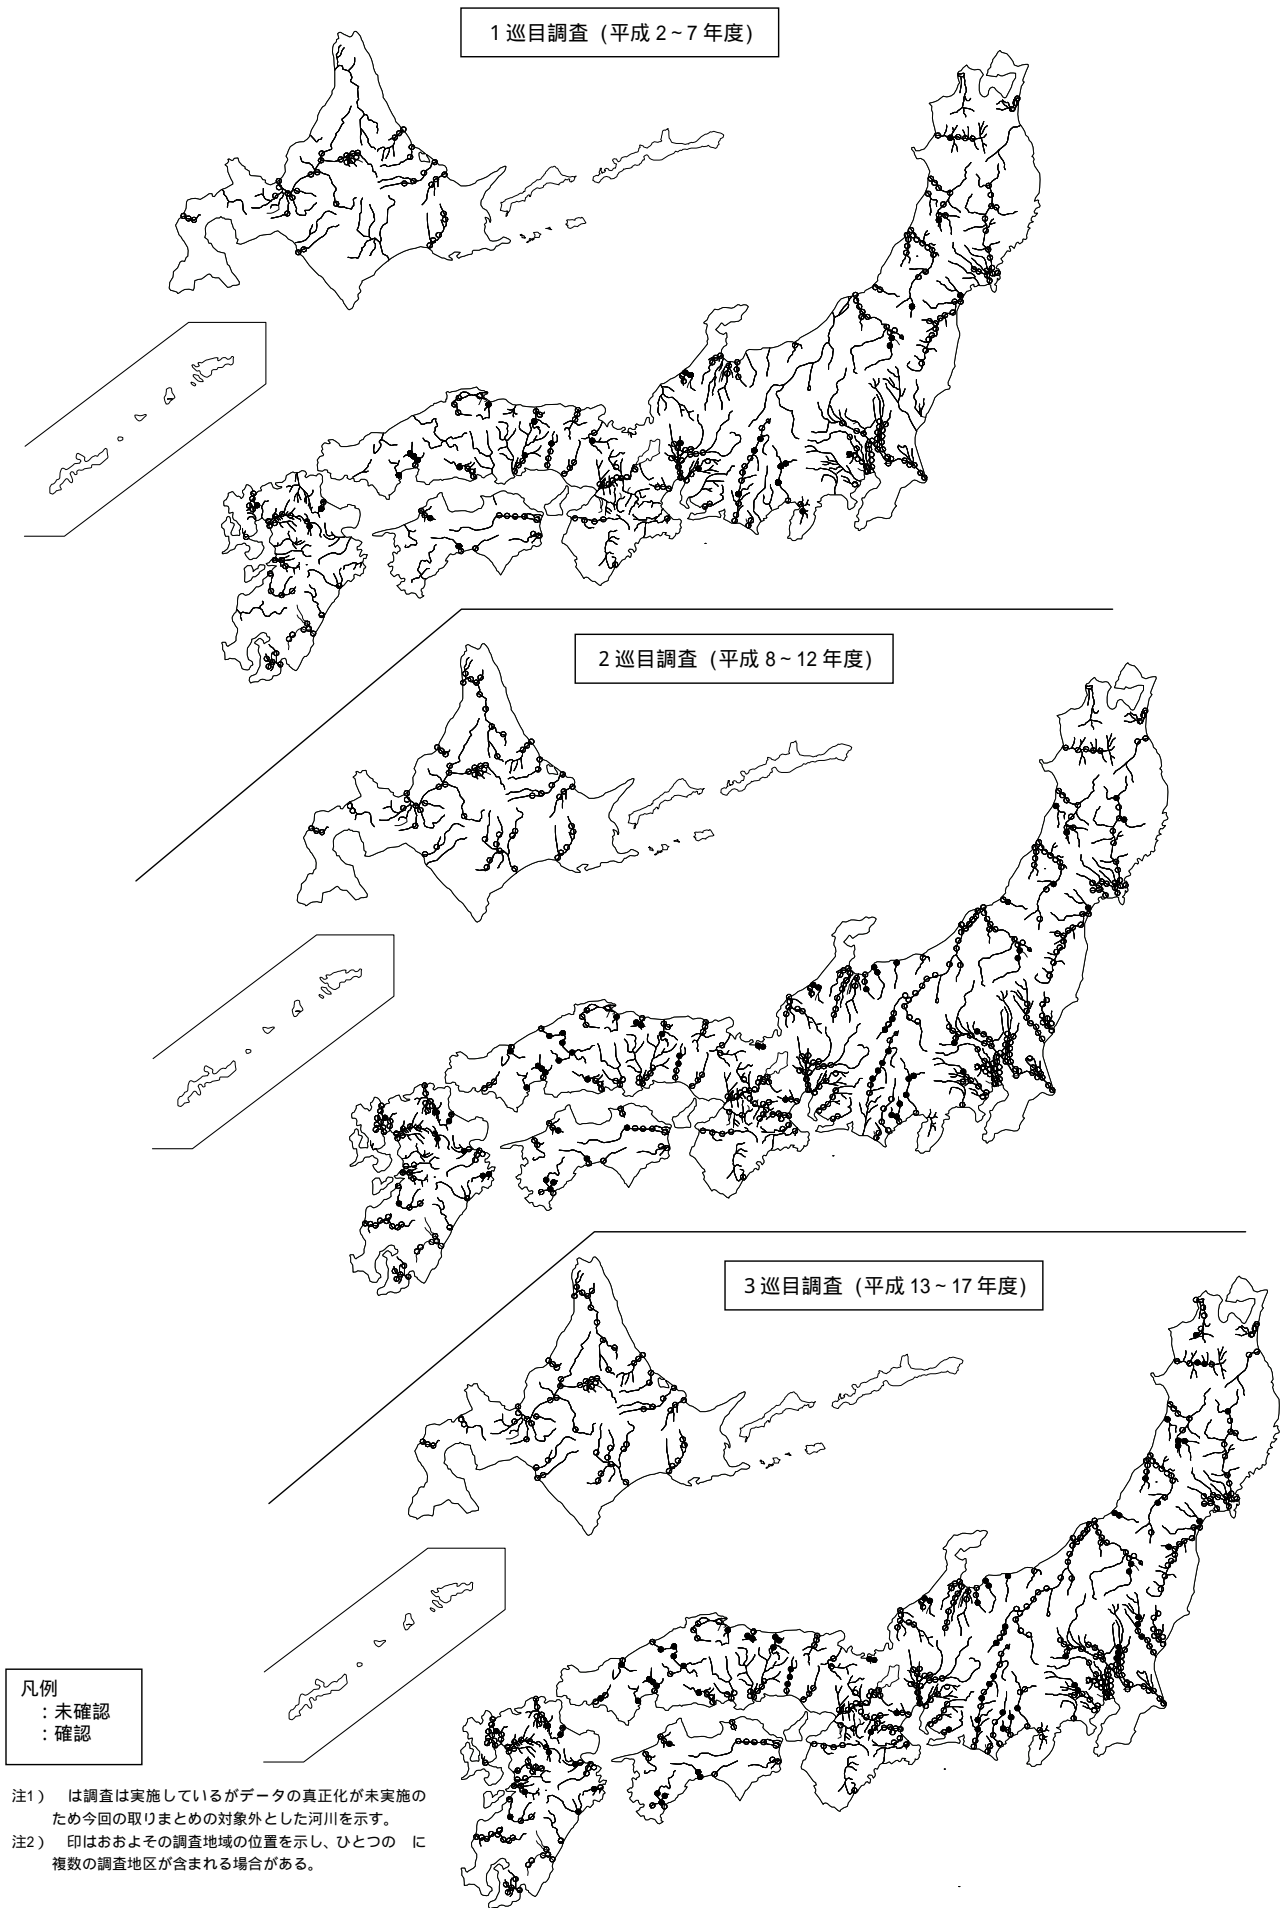 1巡目調査 (平成2~7年度)
2巡目調査 (平成8~12年度)
3巡目調査 (平成13~17年度)
凡例
:未確認
:確認
注1) は調査は実施しているがデータの真正化が未実施の
ため今回の取りまとめの対象外とした河川を示す。
注2) 印はおおよその調査地域の位置を示し、ひとつの に
複数の調査地区が含まれる場合がある。